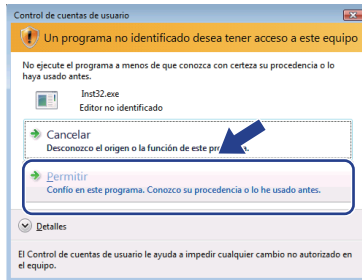 Control de cuentas de usuario
Un programa no identificado desea tener acceso a este equipo
No ejecute el programa a menos de que conozca con certeza su procedencia o lo
haya usado antes.
Inst32.exe
Editor no identificado
Cancelar
Desconozco el origen o la función de este
Permitir
Confío en este programa. Conozco su procedencia o lo he usado antes.
Detalles
El Control de cuentas de usuario le ayuda a impedir cualquier cambio no autorizado en
el equipo.